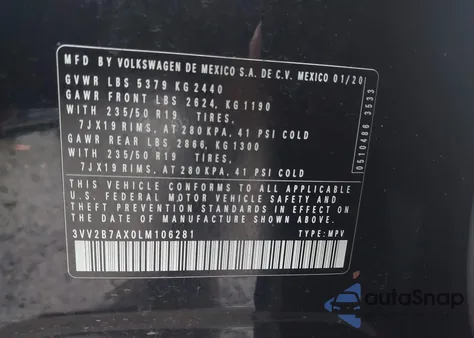 MFD BY VOLKSWAGEN DE MEXICO S.A. DE C.V. MEXICO 01/20
GVWR LBS 5379 KG 2440
GAWR FRONT LBS 2624, KG 1190
WITH 235/50 R19 TIRES,
7JX19 RIMS, AT 280 KPA, 41 PSI COLD
GAWR REAR LBS 2866, KG 1300
WITH 235/50 R19 TIRES,
7JX19 RIMS, AT 280 KPA, 41 PSI COLD
THIS VEHICLE CONFORMS TO ALL APPLICABLE
U.S. FEDERAL MOTOR VEHICLE SAFETY AND
THEFT PREVENTION STANDARDS IN EFFECT
ON THE DATE OF MANUFACTURE SHOWN ABOVE
3VV2B7AX0LM106281 TYPE: MPV
0510486 3533
autoSnap